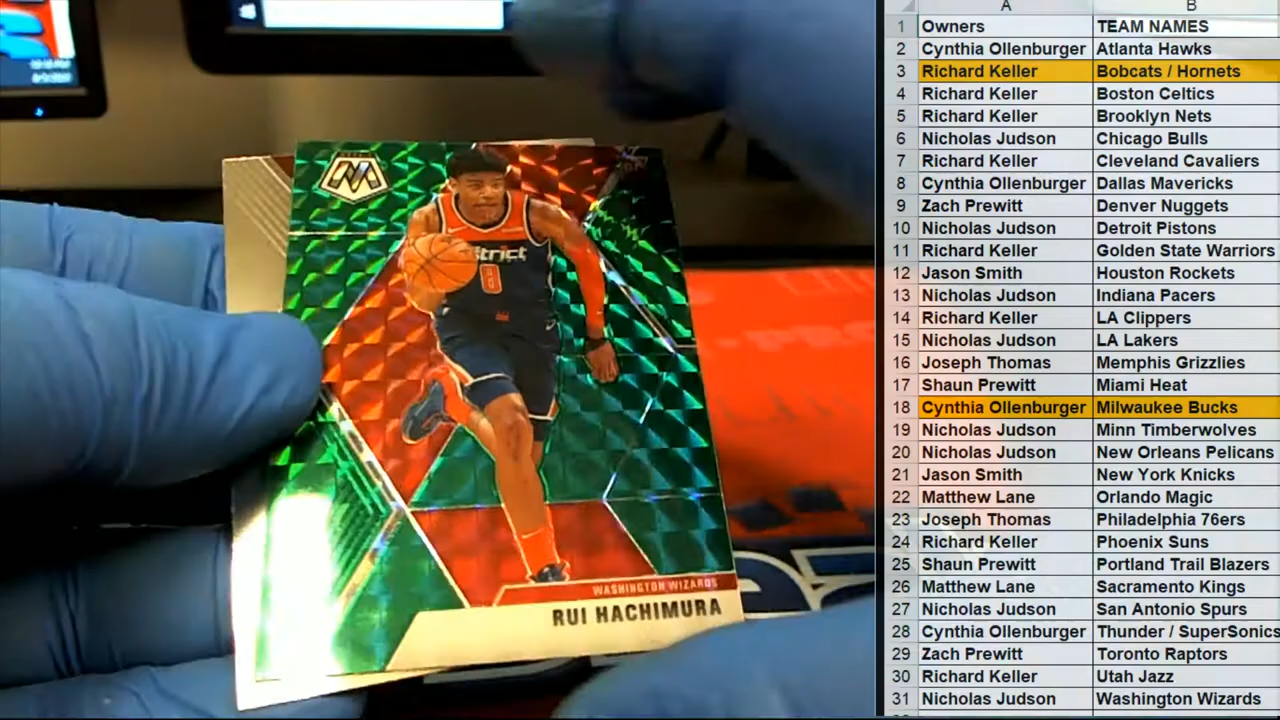 strict
8
WASHINGTON WIZARDS
RUI HACHIMURA
A B
1 Owners TEAM NAMES
2 Cynthia Ollenburger Atlanta Hawks
3 Richard Keller Bobcats / Hornets
4 Richard Keller Boston Celtics
5 Richard Keller Brooklyn Nets
6 Nicholas Judson Chicago Bulls
7 Richard Keller Cleveland Cavaliers
8 Cynthia Ollenburger Dallas Mavericks
9 Zach Prewitt Denver Nuggets
10 Nicholas Judson Detroit Pistons
11 Richard Keller Golden State Warriors
12 Jason Smith Houston Rockets
13 Nicholas Judson Indiana Pacers
14 Richard Keller LA Clippers
15 Nicholas Judson LA Lakers
16 Joseph Thomas Memphis Grizzlies
17 Shaun Prewitt Miami Heat
18 Cynthia Ollenburger Milwaukee Bucks
19 Nicholas Judson Minn Timberwolves
20 Nicholas Judson New Orleans Pelicans
21 Jason Smith New York Knicks
22 Matthew Lane Orlando Magic
23 Joseph Thomas Philadelphia 76ers
24 Richard Keller Phoenix Suns
25 Shaun Prewitt Portland Trail Blazers
26 Matthew Lane Sacramento Kings
27 Nicholas Judson San Antonio Spurs
28 Cynthia Ollenburger Thunder / SuperSonics
29 Zach Prewitt Toronto Raptors
30 Richard Keller Utah Jazz
31 Nicholas Judson Washington Wizards